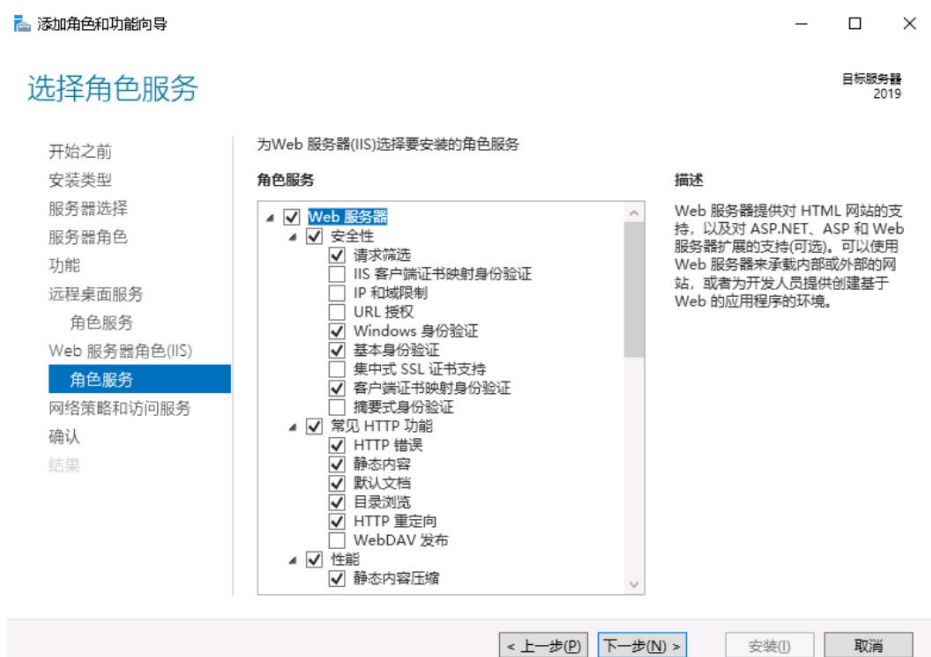 添加角色和功能向导
选择角色服务
目标服务器
2019
开始之前
安装类型
服务器选择
服务器角色
功能
远程桌面服务
角色服务
Web 服务器角色(IIS)
角色服务
网络策略和访问服务
确认
结果
为Web 服务器(IIS)选择要安装的角色服务
角色服务
Web 服务器
安全性
请求筛选
IIS 客户端证书映射身份验证
IP 和域限制
URL 授权
Windows 身份验证
基本身份验证
集中式 SSL 证书支持
客户端证书映射身份验证
摘要式身份验证
常见 HTTP 功能
HTTP 错误
静态内容
默认文档
目录浏览
HTTP 重定向
WebDAV 发布
性能
静态内容压缩
描述
Web 服务器提供对 HTML 网站的支
持，以及对 ASP.NET、ASP 和 Web
服务器扩展的支持(可选)。可以使用
Web 服务器来承载内部或外部的网
站，或者为开发人员提供创建基于
Web 的应用程序的环境。
< 上一步(P)
下一步(N) >
安装(I)
取消